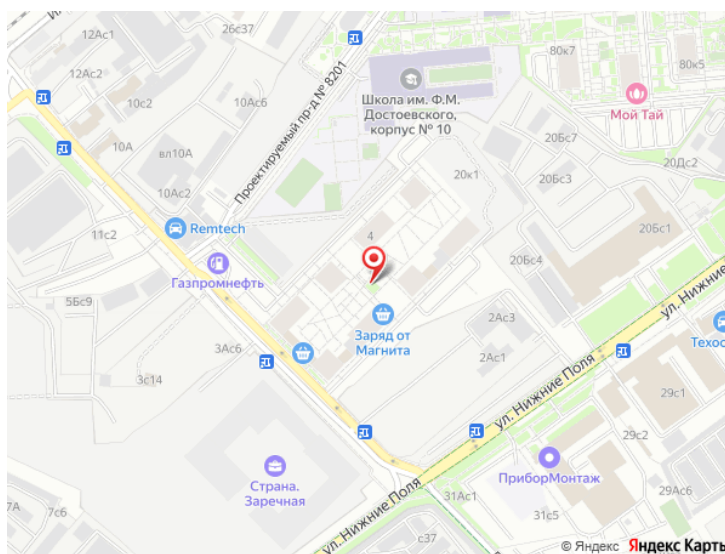 26с37
12Ас1
12Ас2
10с2
10Ас6
Проектируемый пр-д № 8201
Школа им. Ф.М.
Достоевского,
корпус № 10
80к7
80к5
Мой Тай
10А
вл10А
10Ас2
20к1
20Бс7
20Бс3
20Дс2
11с2
Remtech
4
20Бс1
Газпромнефть
20Бс4
5Бс9
ул. Нижние Поля
Заряд от
Магнита
2Ас3
2Ас1
Техоо
3Ас6
3с14
29с1
ул. Нижние Поля
29с2
Страна.
Заречная
ПриборМонтаж
29Ас6
31Ас1
7А
7с6
31с5
ул. Нижние Поля
с37
© Яндекс Яндекс Карты